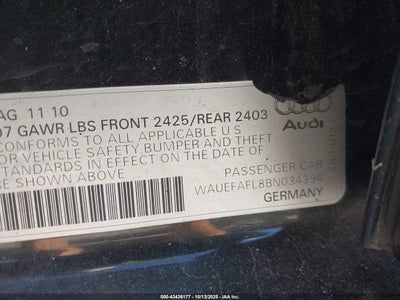 AG 11 10
07 GAWR LBS FRONT 2425/REAR 2403
CONFORMS TO ALL APPLICABLE U S
OR VEHICLE SAFETY BUMPER AND THEFT
STANDARDS IN EFFECT ON THE DATE
RE SHOWN ABOVE
Audi
PASSENGER CAR
WAUEFAFL8BN034394
GERMANY
000-43436177 - 10/13/2025 - IAA Inc.